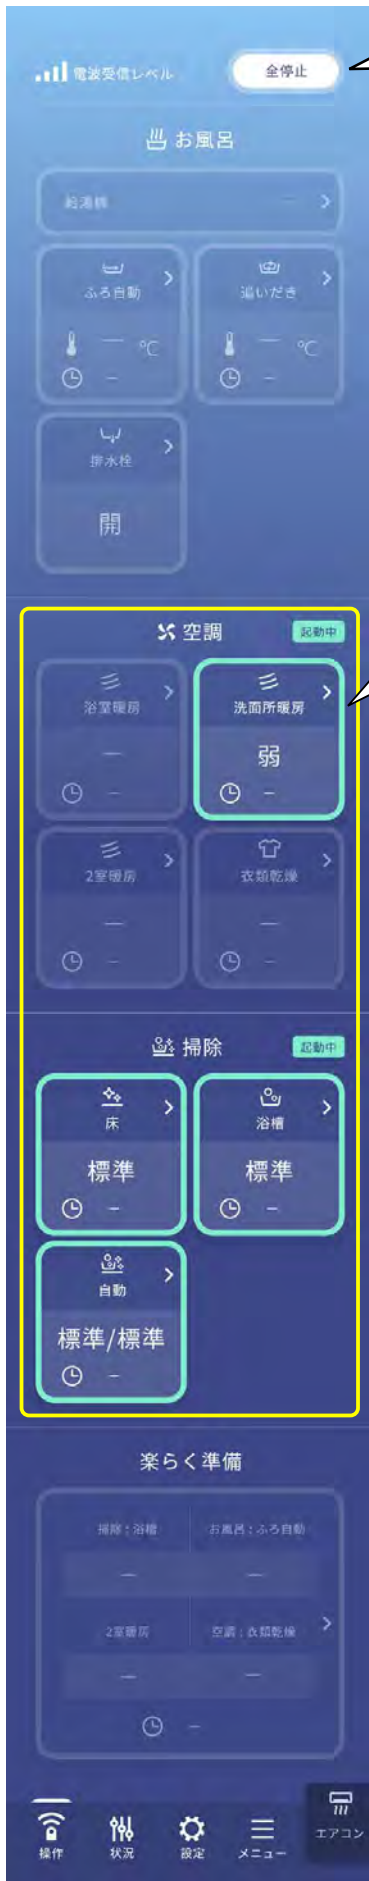 電波受信レベル 全停止
お風呂
給湯機 —
ふろ自動 追いだき
— ℃ — ℃
– –
排水栓
開
空調 起動中
浴室暖房 洗面所暖房
— 弱
– –
2室暖房 衣類乾燥
— —
– –
掃除 起動中
床 浴槽
標準 標準
– –
自動
標準/標準
–
楽らく準備
掃除:浴槽 お風呂:ふろ自動
— —
2室暖房 空調:衣類乾燥
— —
–
操作 状況 設定 メニュー エアコン